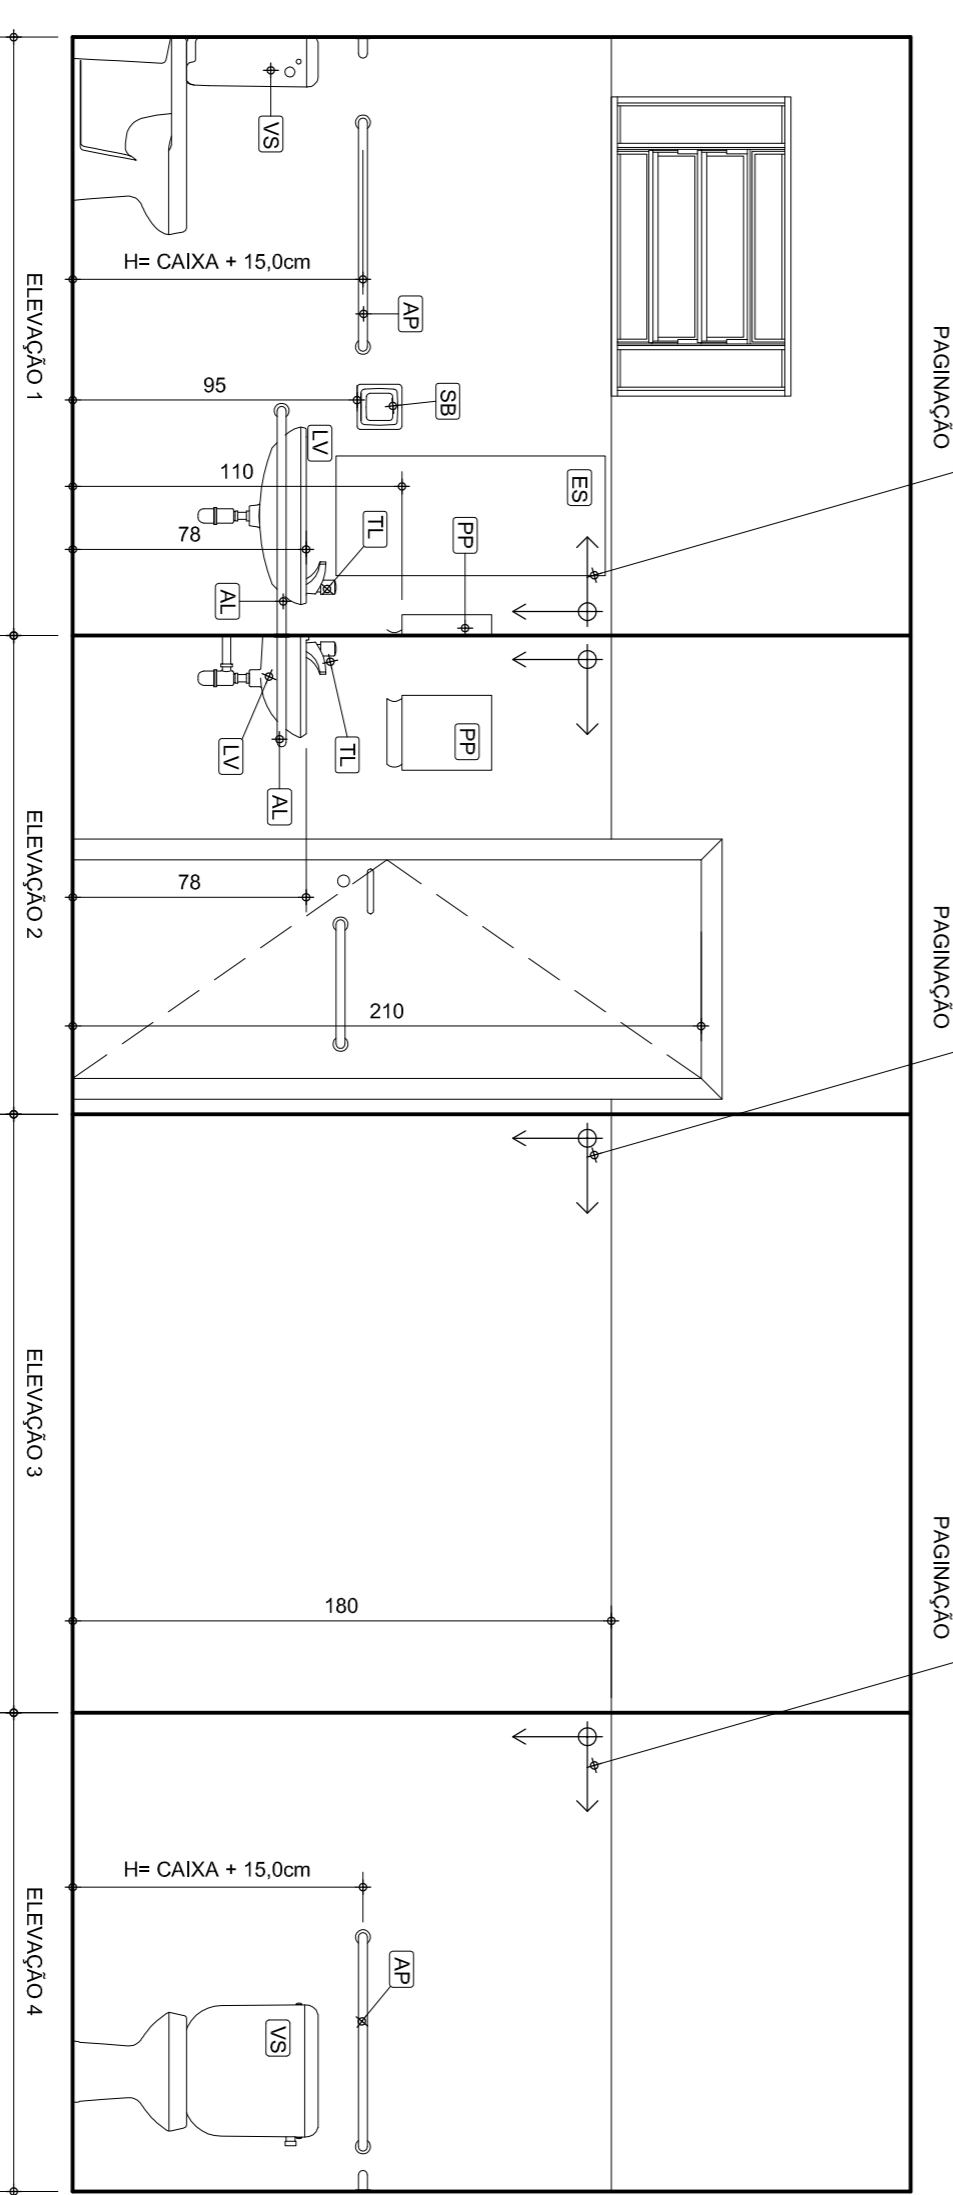 PAGINAÇÃO
PAGINAÇÃO
PAGINAÇÃO
VS
H= CAIXA + 15,0cm
AP
95
SB
LV
110
ES
78
TL
PP
AL
TL
PP
LV
AL
78
210
180
H= CAIXA + 15,0cm
AP
VS
ELEVAÇÃO 1
ELEVAÇÃO 2
ELEVAÇÃO 3
ELEVAÇÃO 4